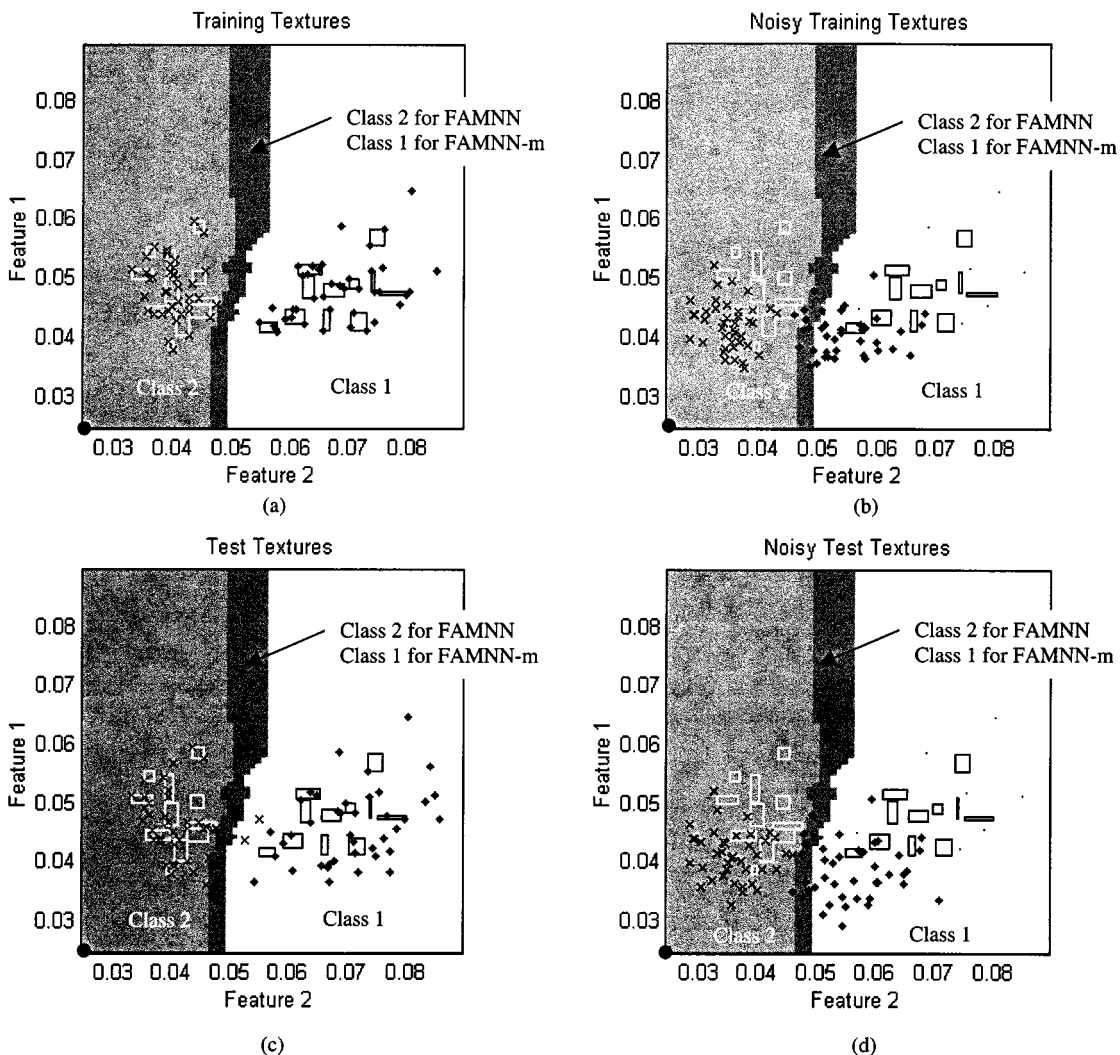 Training Textures
0.08
0.07
0.06
0.05
0.04
0.03
Feature 1
Class 2 for FAMNN
Class 1 for FAMNN-m
Class 2
Class 1
0.03 0.04 0.05 0.06 0.07 0.08
Feature 2
(a)
Noisy Training Textures
0.08
0.07
0.06
0.05
0.04
0.03
Feature 1
Class 2 for FAMNN
Class 1 for FAMNN-m
Class 2
Class 1
0.03 0.04 0.05 0.06 0.07 0.08
Feature 2
(b)
Test Textures
0.08
0.07
0.06
0.05
0.04
0.03
Feature 1
Class 2 for FAMNN
Class 1 for FAMNN-m
Class 2
Class 1
0.03 0.04 0.05 0.06 0.07 0.08
Feature 2
(c)
Noisy Test Textures
0.08
0.07
0.06
0.05
0.04
0.03
Feature 1
Class 2 for FAMNN
Class 1 for FAMNN-m
Class 2
Class 1
0.03 0.04 0.05 0.06 0.07 0.08
Feature 2
(d)